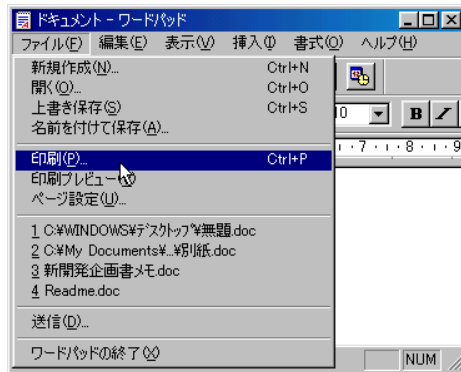 ドキュメント - ワードパッド
ファイル(F) 編集(E) 表示(V) 挿入(I) 書式(O) ヘルプ(H)
新規作成(N)... Ctrl+N
開く(O)... Ctrl+O
上書き保存(S) Ctrl+S
名前を付けて保存(A)...
10 B I
印刷(P)... Ctrl+P
7 8 9
印刷プレビュー(V)
ページ設定(U)...
1 C:¥WINDOWS¥デスクトップ¥無題.doc
2 C:¥My Documents¥...¥別紙.doc
3 新開発企画書メモ.doc
4 Readme.doc
送信(D)...
ワードパッドの終了(X)
NUM